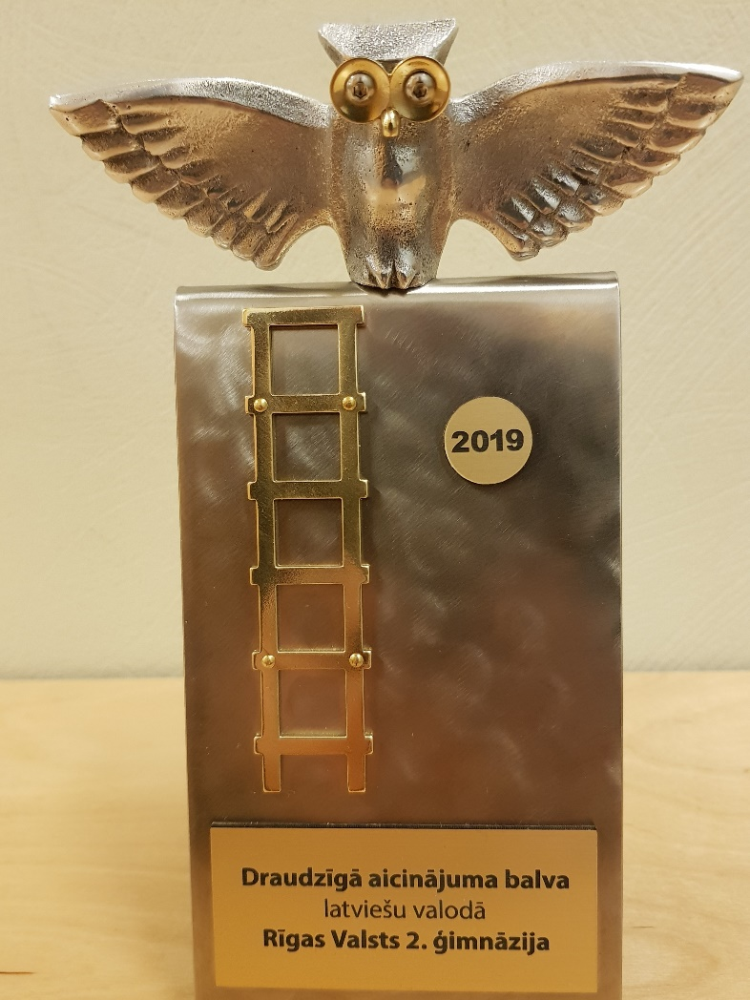 2019
Draudzīgā aicinājuma balva
latviešu valodā
Rīgas Valsts 2. ģimnāzija